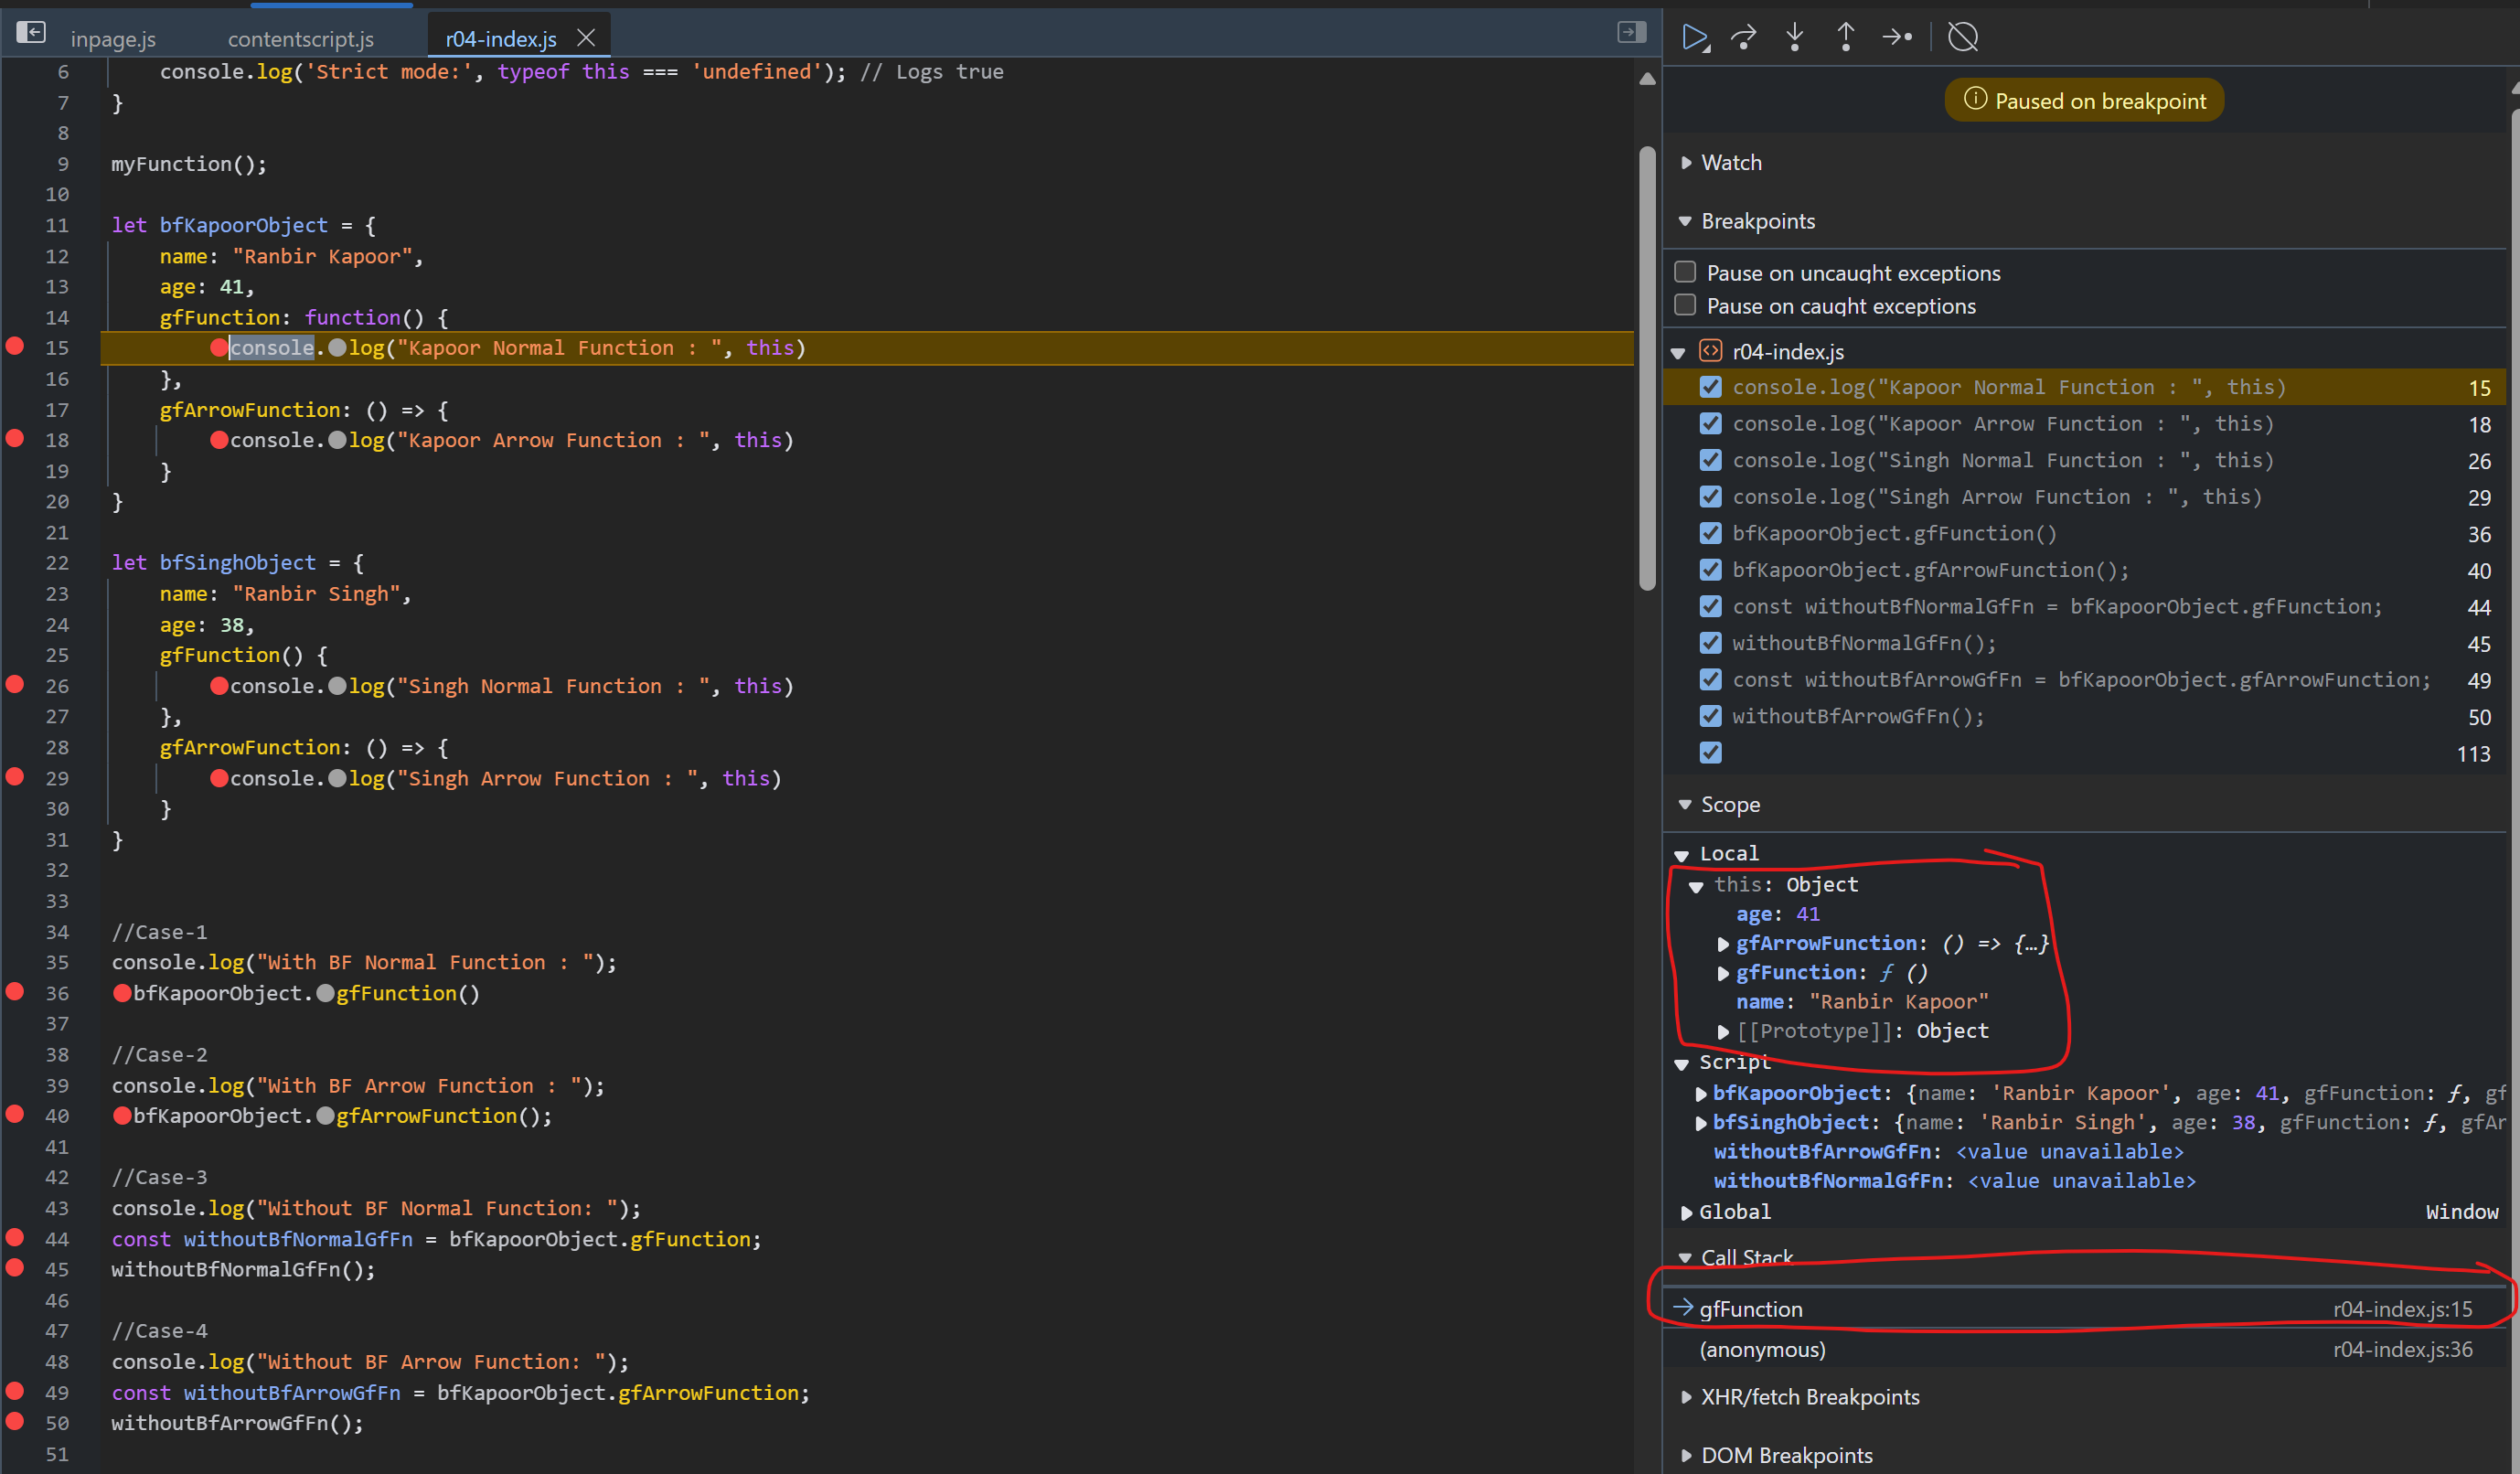 inpage.js contentscript.js r04-index.js
6 console.log('Strict mode:', typeof this === 'undefined'); // Logs true
7 }
8
9 myFunction();
10
11 let bfKapoorObject = {
12 name: "Ranbir Kapoor",
13 age: 41,
14 gfFunction: function() {
15 console.log("Kapoor Normal Function : ", this)
16 },
17 gfArrowFunction: () => {
18 console.log("Kapoor Arrow Function : ", this)
19 }
20 }
21
22 let bfSinghObject = {
23 name: "Ranbir Singh",
24 age: 38,
25 gfFunction() {
26 console.log("Singh Normal Function : ", this)
27 },
28 gfArrowFunction: () => {
29 console.log("Singh Arrow Function : ", this)
30 }
31 }
32
33
34 //Case-1
35 console.log("With BF Normal Function : ");
36 bfKapoorObject.gfFunction()
37
38 //Case-2
39 console.log("With BF Arrow Function : ");
40 bfKapoorObject.gfArrowFunction();
41
42 //Case-3
43 console.log("Without BF Normal Function: ");
44 const withoutBfNormalGfFn = bfKapoorObject.gfFunction;
45 withoutBfNormalGfFn();
46
47 //Case-4
48 console.log("Without BF Arrow Function: ");
49 const withoutBfArrowGfFn = bfKapoorObject.gfArrowFunction;
50 withoutBfArrowGfFn();
51
Paused on breakpoint
Watch
Breakpoints
Pause on uncaught exceptions
Pause on caught exceptions
r04-index.js
console.log("Kapoor Normal Function : ", this) 15
console.log("Kapoor Arrow Function : ", this) 18
console.log("Singh Normal Function : ", this) 26
console.log("Singh Arrow Function : ", this) 29
bfKapoorObject.gfFunction() 36
bfKapoorObject.gfArrowFunction(); 40
const withoutBfNormalGfFn = bfKapoorObject.gfFunction; 44
withoutBfNormalGfFn(); 45
const withoutBfArrowGfFn = bfKapoorObject.gfArrowFunction; 49
withoutBfArrowGfFn(); 50
113
Scope
Local
this: Object
age: 41
gfArrowFunction: () => {…}
gfFunction: ƒ ()
name: "Ranbir Kapoor"
[[Prototype]]: Object
Script
bfKapoorObject: {name: 'Ranbir Kapoor', age: 41, gfFunction: ƒ, gf
bfSinghObject: {name: 'Ranbir Singh', age: 38, gfFunction: ƒ, gfAr
withoutBfArrowGfFn: <value unavailable>
withoutBfNormalGfFn: <value unavailable>
Global Window
Call Stack
gfFunction r04-index.js:15
(anonymous) r04-index.js:36
XHR/fetch Breakpoints
DOM Breakpoints